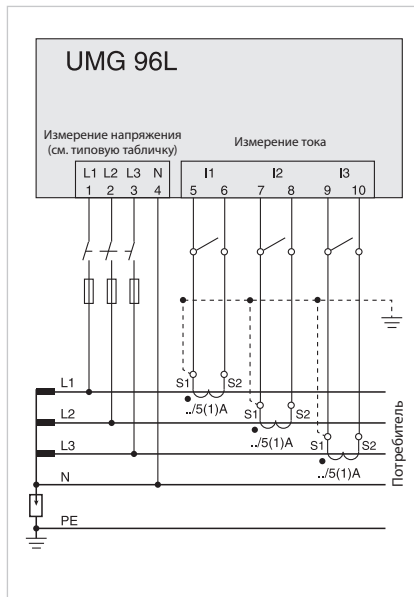 UMG 96L
Измерение напряжения
(см. типовую табличку)
Измерение тока
L1 L2 L3 N
1 2 3 4
I1 I2 I3
5 6 7 8 9 10
L1
S1 S2
../5(1)A
L2
S1 S2
../5(1)A
L3
S1 S2
../5(1)A
N
PE
Потребитель